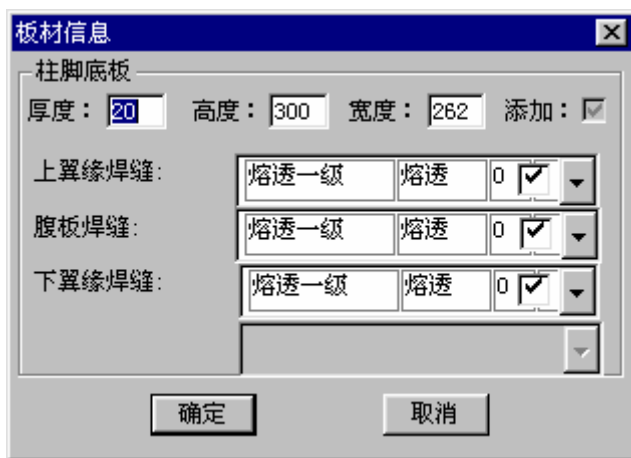 板材信息
柱脚底板
厚度： 20 高度： 300 宽度： 262 添加：
上翼缘焊缝: 熔透一级 熔透 0
腹板焊缝: 熔透一级 熔透 0
下翼缘焊缝: 熔透一级 熔透 0
确定 取消